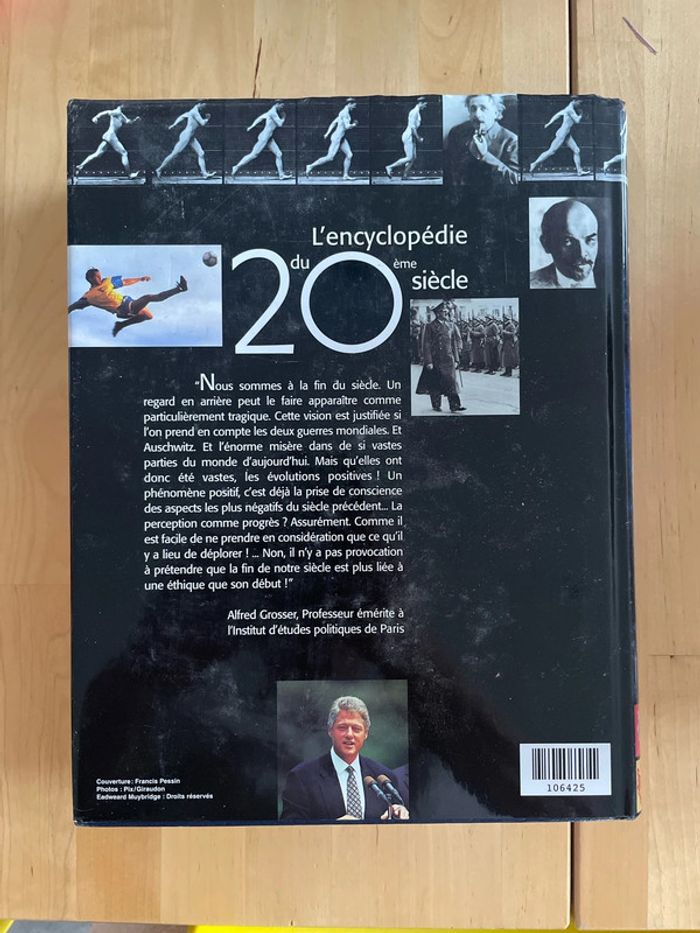 L'encyclopédie
du 20ème siècle
"Nous sommes à la fin du siècle. Un
regard en arrière peut le faire apparaître comme
particulièrement tragique. Cette vision est justifiée si
l'on prend en compte les deux guerres mondiales. Et
Auschwitz. Et l'énorme misère dans de si vastes
parties du monde d'aujourd'hui. Mais qu'elles ont
donc été vastes, les évolutions positives ! Un
phénomène positif, c'est déjà la prise de conscience
des aspects les plus négatifs du siècle précédent... La
perception comme progrès ? Assurément. Comme il
est facile de ne prendre en considération que ce qu'il
y a lieu de déplorer ! ... Non, il n'y a pas provocation
à prétendre que la fin de notre siècle est plus liée à
une éthique que son début !"
Alfred Grosser, Professeur émérite à
l'Institut d'études politiques de Paris
Couverture : Francis Pessin
Photos : Pix/Giraudon
Eadweard Muybridge : Droits réservés
106425